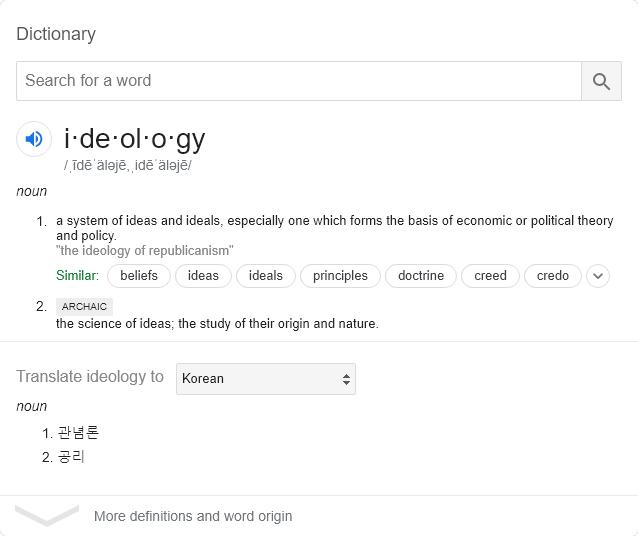 Dictionary
Search for a word
i·de·ol·o·gy
/ˌīdēˈäləjē,ˌidēˈäləjē/
noun
1. a system of ideas and ideals, especially one which forms the basis of economic or political theory
and policy.
"the ideology of republicanism"
Similar: beliefs ideas ideals principles doctrine creed credo
2. ARCHAIC
the science of ideas; the study of their origin and nature.
Translate ideology to Korean
noun
1. 관념론
2. 공리
More definitions and word origin